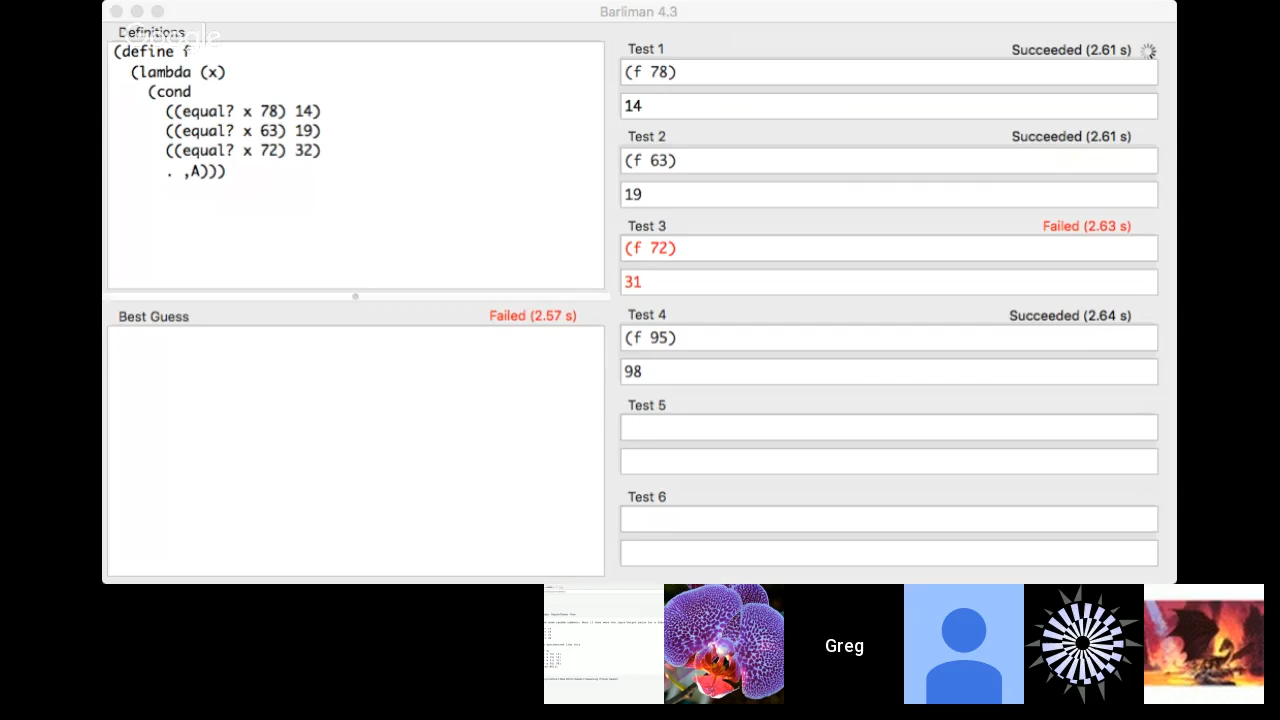 Barliman 4.3
Definitions
(define f
(lambda (x)
(cond
((equal? x 78) 14)
((equal? x 63) 19)
((equal? x 72) 32)
. ,A)))
Best Guess
Failed (2.57 s)
Test 1
Succeeded (2.61 s)
(f 78)
14
Test 2
Succeeded (2.61 s)
(f 63)
19
Test 3
Failed (2.63 s)
(f 72)
31
Test 4
Succeeded (2.64 s)
(f 95)
98
Test 5
Test 6
Greg